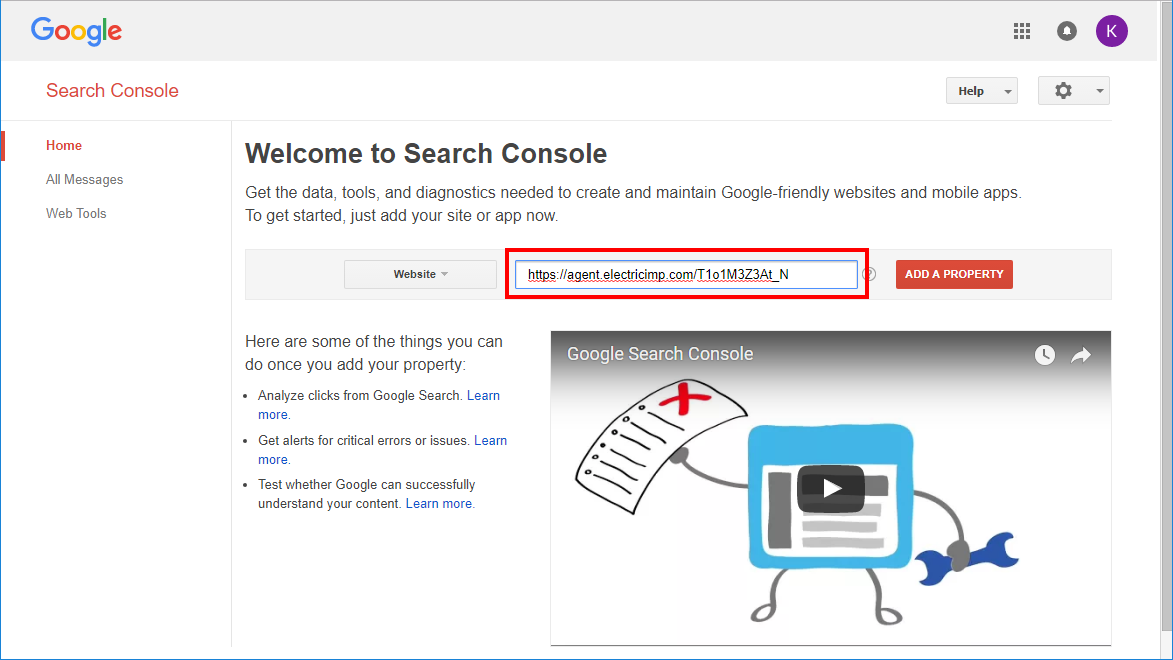 Google
K
Search Console
Help
Home
All Messages
Web Tools
Welcome to Search Console
Get the data, tools, and diagnostics needed to create and maintain Google-friendly websites and mobile apps.
To get started, just add your site or app now.
Website
https://agent.electricimp.com/T1o1M3Z3At_N
?
ADD A PROPERTY
Here are some of the things you can
do once you add your property:
Analyze clicks from Google Search. Learn
more.
Get alerts for critical errors or issues. Learn
more.
Test whether Google can successfully
understand your content. Learn more.
Google Search Console